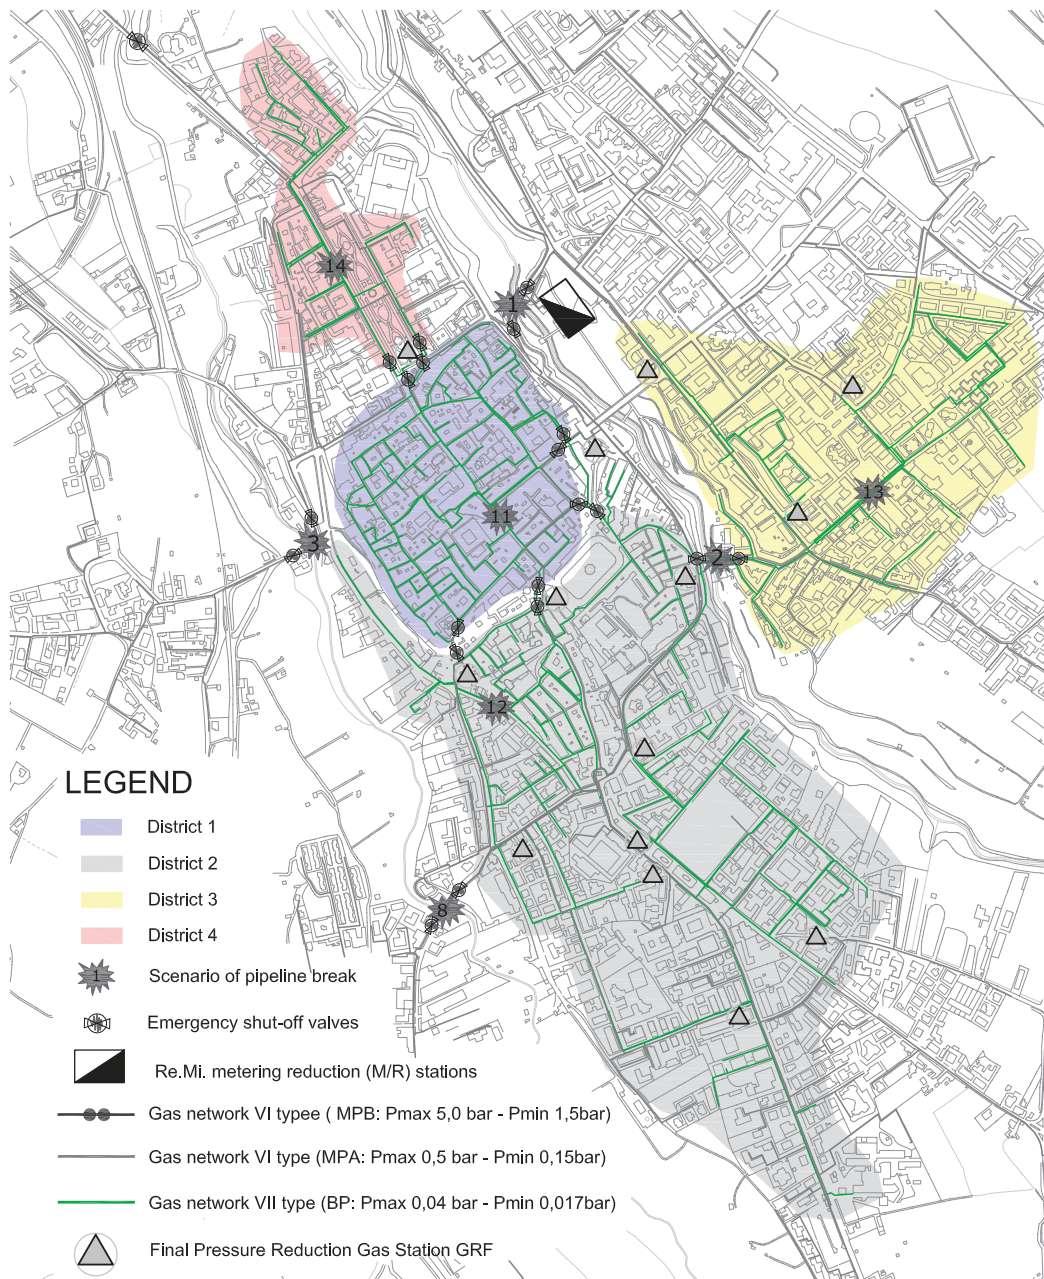 14
1
13
11
3
2
12
8
LEGEND
District 1
District 2
District 3
District 4
1 Scenario of pipeline break
Emergency shut-off valves
Re.Mi. metering reduction (M/R) stations
Gas network VI typee ( MPB: Pmax 5,0 bar - Pmin 1,5bar)
Gas network VI type (MPA: Pmax 0,5 bar - Pmin 0,15bar)
Gas network VII type (BP: Pmax 0,04 bar - Pmin 0,017bar)
Final Pressure Reduction Gas Station GRF